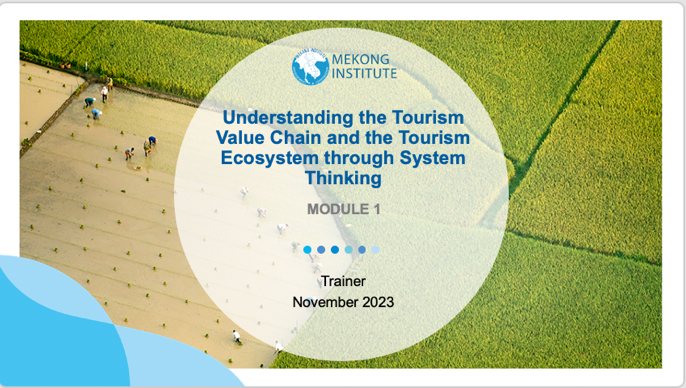 MEKONG
INSTITUTE
Understanding the Tourism
Value Chain and the Tourism
Ecosystem through System
Thinking
MODULE 1
Trainer
November 2023